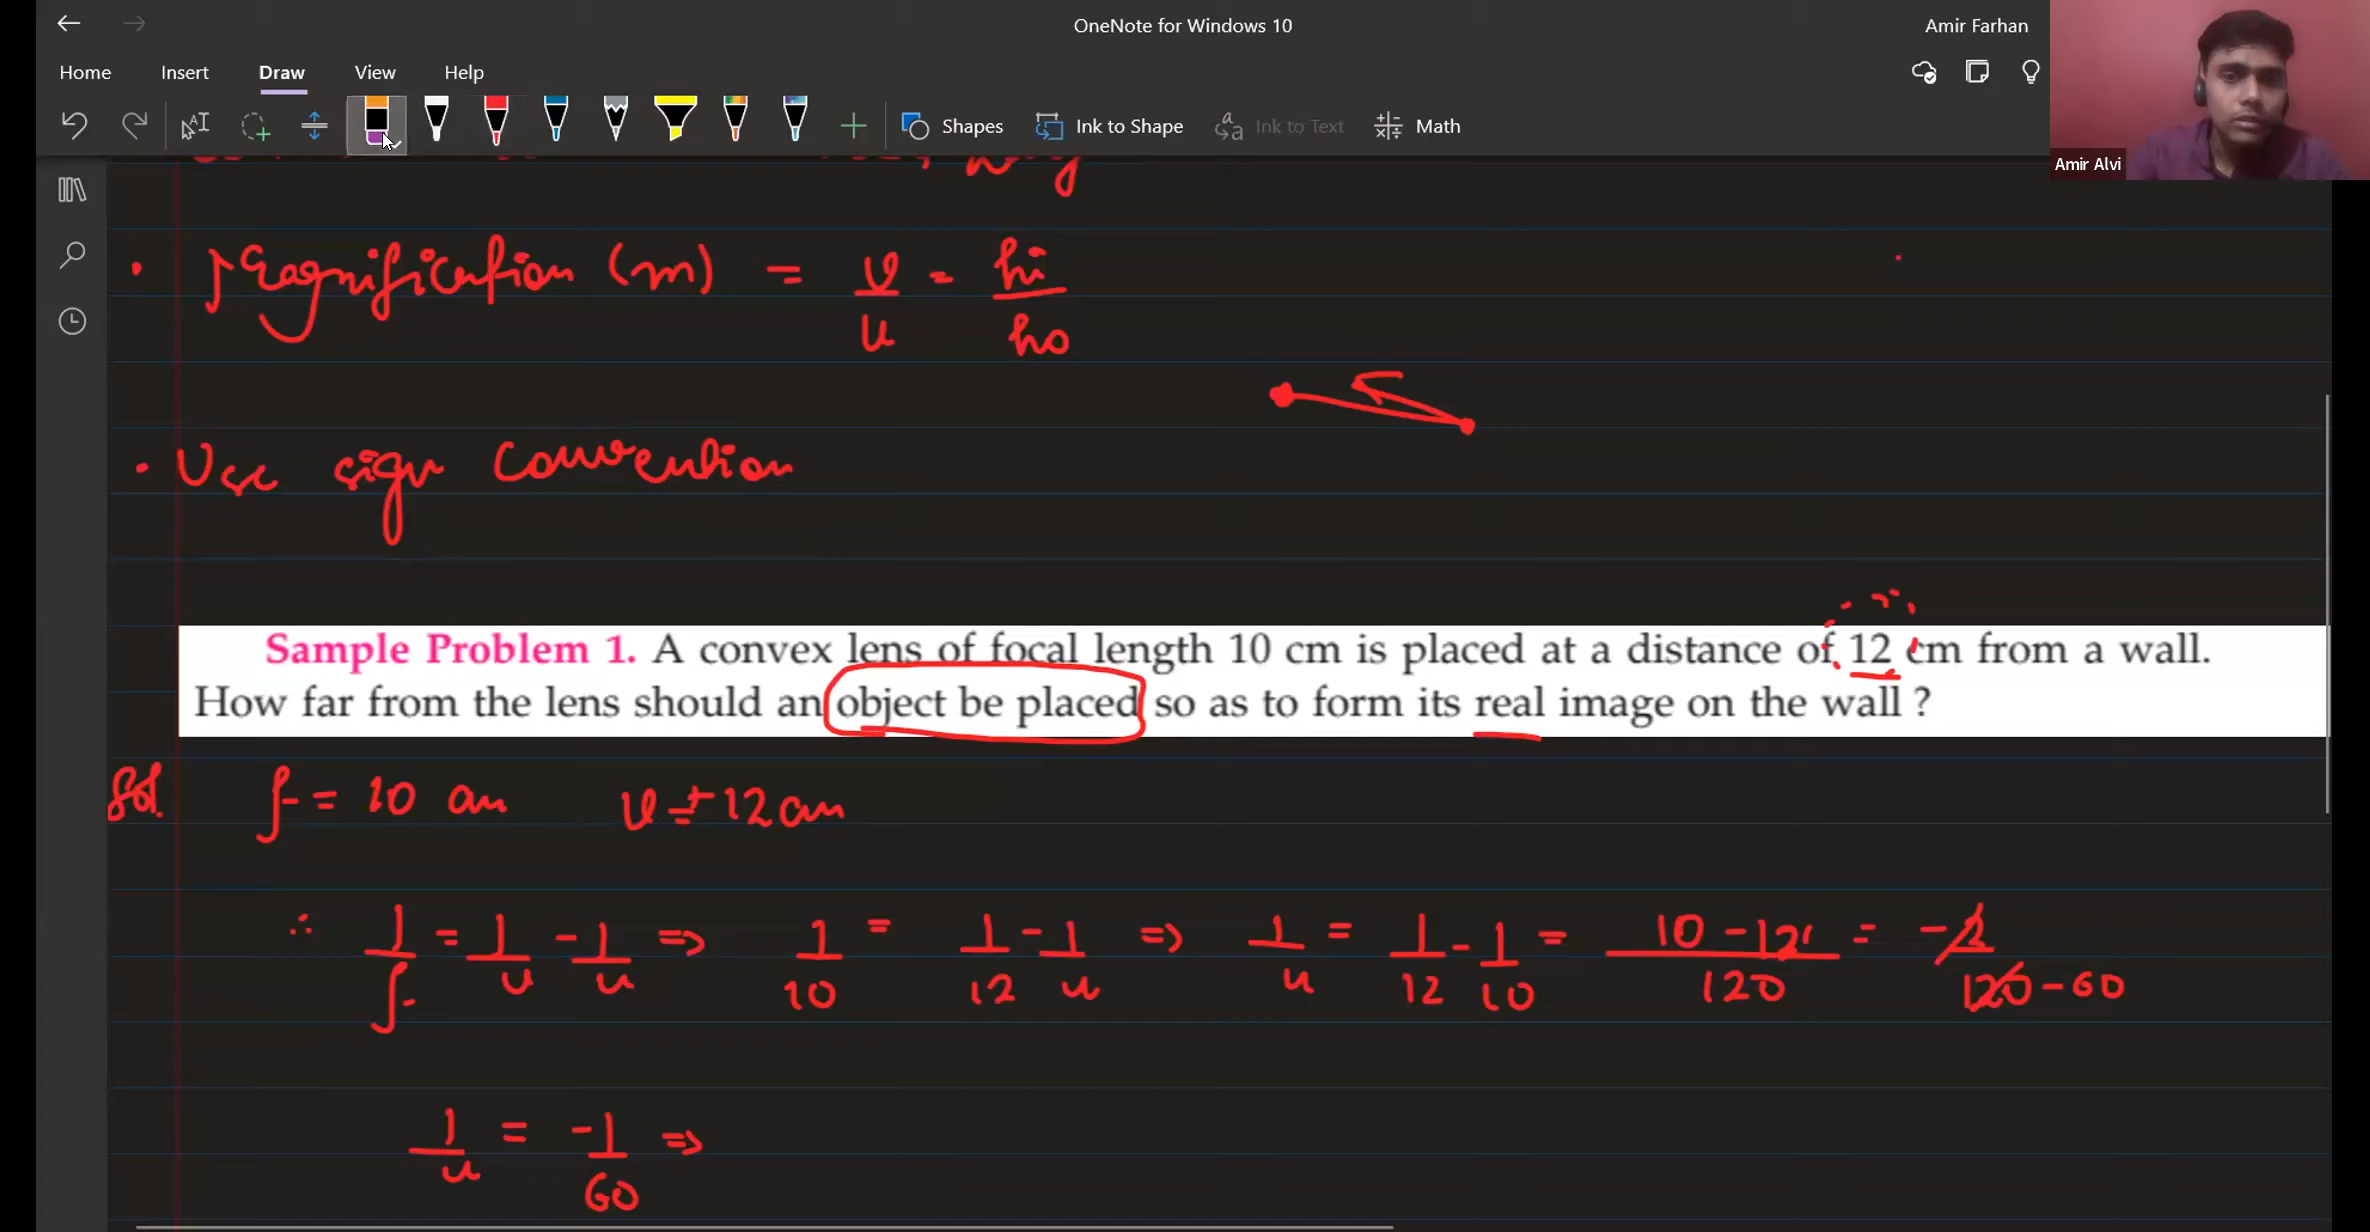 OneNote for Windows 10
Amir Farhan
Home Insert Draw View Help
Shapes Ink to Shape Ink to Text Math
Amir Alvi
• Magnification (m) = v/u = hi/ho
• Use sign convention
Sample Problem 1. A convex lens of focal length 10 cm is placed at a distance of 12 cm from a wall.
How far from the lens should an object be placed so as to form its real image on the wall ?
Sol. f = 10 cm v = +12 cm
∴ 1/f = 1/u - 1/u => 1/10 = 1/12 - 1/u => 1/u = 1/12 - 1/10 = 10 - 12/120 = -2/120 - 60
1/u = -1/60 =>